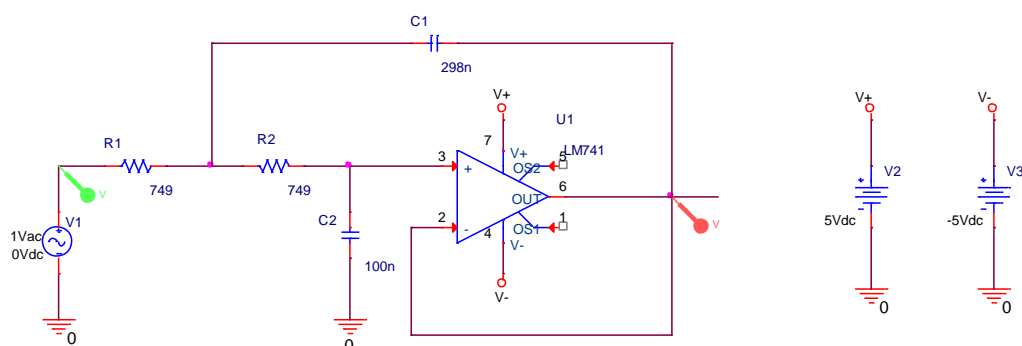 C1
298n
V+
V+
V-
7
U1
R1
R2
3
5
LM741
V+
OS2
+
749
749
6
OUT
V2
V3
V1
C2
2
1
1Vac
-
OS1
5Vdc
-5Vdc
0Vdc
4
V-
100n
V-
0
0
0
0
V
V